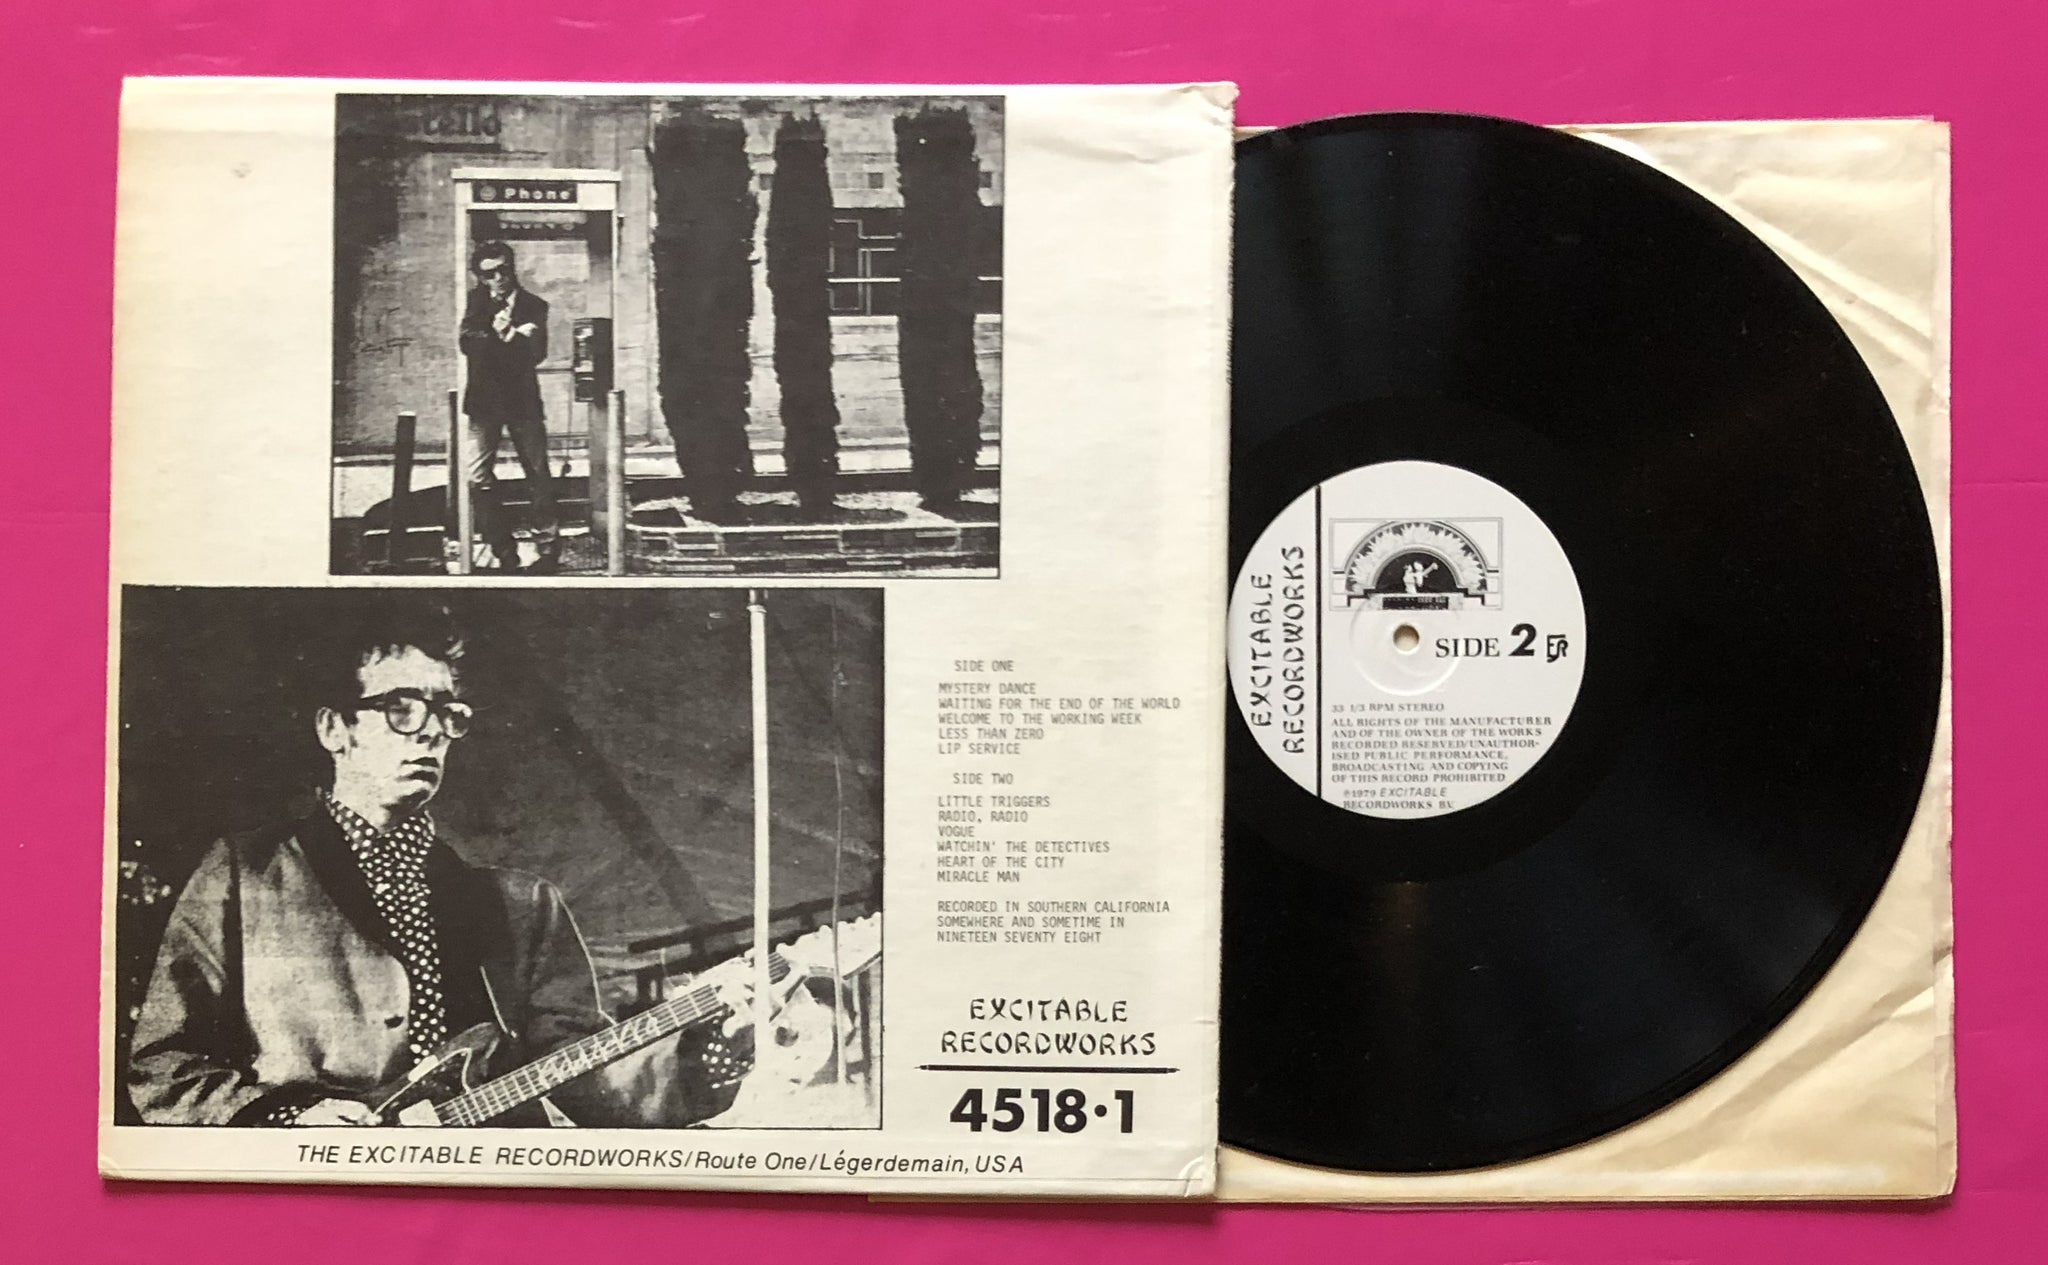 Phone
SIDE ONE
MYSTERY DANCE
WAITING FOR THE END OF THE WORLD
WELCOME TO THE WORKING WEEK
LESS THAN ZERO
LIP SERVICE
SIDE TWO
LITTLE TRIGGERS
RADIO, RADIO
VOGUE
WATCHIN' THE DETECTIVES
HEART OF THE CITY
MIRACLE MAN
RECORDED IN SOUTHERN CALIFORNIA
SOMEWHERE AND SOMETIME IN
NINETEEN SEVENTY EIGHT
EXCITABLE
RECORDWORKS
4518·1
THE EXCITABLE RECORDWORKS/Route One/Légerdemain, USA
EXCITABLE
RECORDWORKS
SIDE 2 ER
33 1/3 RPM STEREO
ALL RIGHTS OF THE MANUFACTURER
AND OF THE OWNER OF THE WORKS
RECORDED RESERVED/UNAUTHOR-
ISED PUBLIC PERFORMANCE,
BROADCASTING AND COPYING
OF THIS RECORD PROHIBITED
℗1979 EXCITABLE
RECORDWORKS BV.